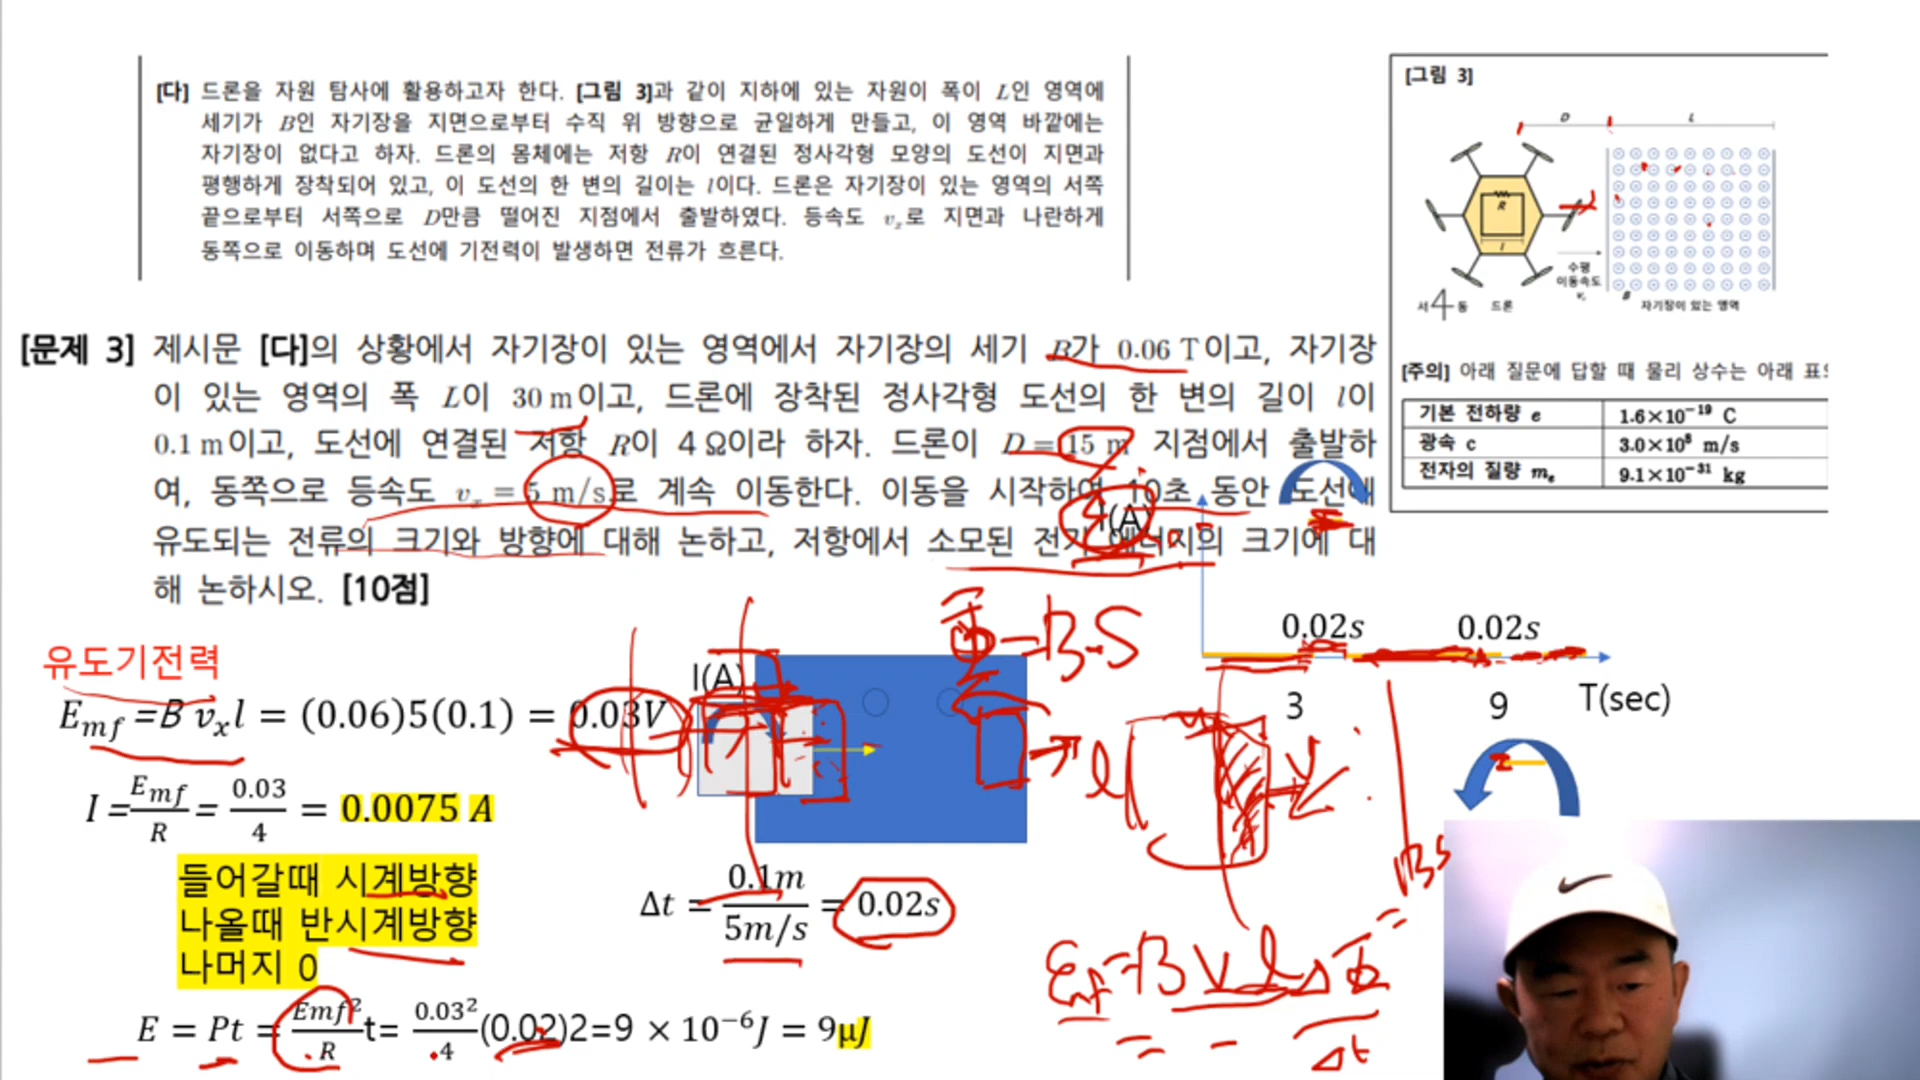 [다] 드론을 자원 탐사에 활용하고자 한다. [그림 3]과 같이 지하에 있는 자원이 폭이 L인 영역에
세기가 B인 자기장을 지면으로부터 수직 위 방향으로 균일하게 만들고, 이 영역 바깥에는
자기장이 없다고 하자. 드론의 몸체에는 저항 R이 연결된 정사각형 모양의 도선이 지면과
평행하게 장착되어 있고, 이 도선의 한 변의 길이는 l이다. 드론은 자기장이 있는 영역의 서쪽
끝으로부터 서쪽으로 D만큼 떨어진 지점에서 출발하였다. 등속도 vₓ로 지면과 나란하게
동쪽으로 이동하며 도선에 기전력이 발생하면 전류가 흐른다.
[그림 3]
D L
R
l
수평
이동속도
vₓ
B
서 4 동 드론 자기장이 있는 영역
[주의] 아래 질문에 답할 때 물리 상수는 아래 표
기본 전하량 e 1.6×10⁻¹⁹ C
광속 c 3.0×10⁸ m/s
전자의 질량 mₑ 9.1×10⁻³¹ kg
[문제 3] 제시문 [다]의 상황에서 자기장이 있는 영역에서 자기장의 세기 B가 0.06 T이고, 자기장
이 있는 영역의 폭 L이 30 m이고, 드론에 장착된 정사각형 도선의 한 변의 길이 l이
0.1 m이고, 도선에 연결된 저항 R이 4 Ω이라 하자. 드론이 D = 15 m 지점에서 출발하
여, 동쪽으로 등속도 vₓ = 5 m/s로 계속 이동한다. 이동을 시작하여 10초 동안 도선에
유도되는 전류의 크기와 방향에 대해 논하고, 저항에서 소모된 전기 에너지의 크기에 대
해 논하시오. [10점]
I(A)
0.02s 0.02s
3 9 T(sec)
유도기전력
Emf =B vₓl = (0.06)5(0.1) = 0.03V
I = Emf/R = 0.03/4 = 0.0075 A
들어갈때 시계방향
나올때 반시계방향
나머지 0
E = Pt = Emf²/R t= 0.03²/4 (0.02)2=9 × 10⁻⁶J = 9μJ
I(A)
Δt = 0.1m/5m/s = 0.02s
Φ=B·S
l V
BS
Emf=BVl ΔΦ/Δt